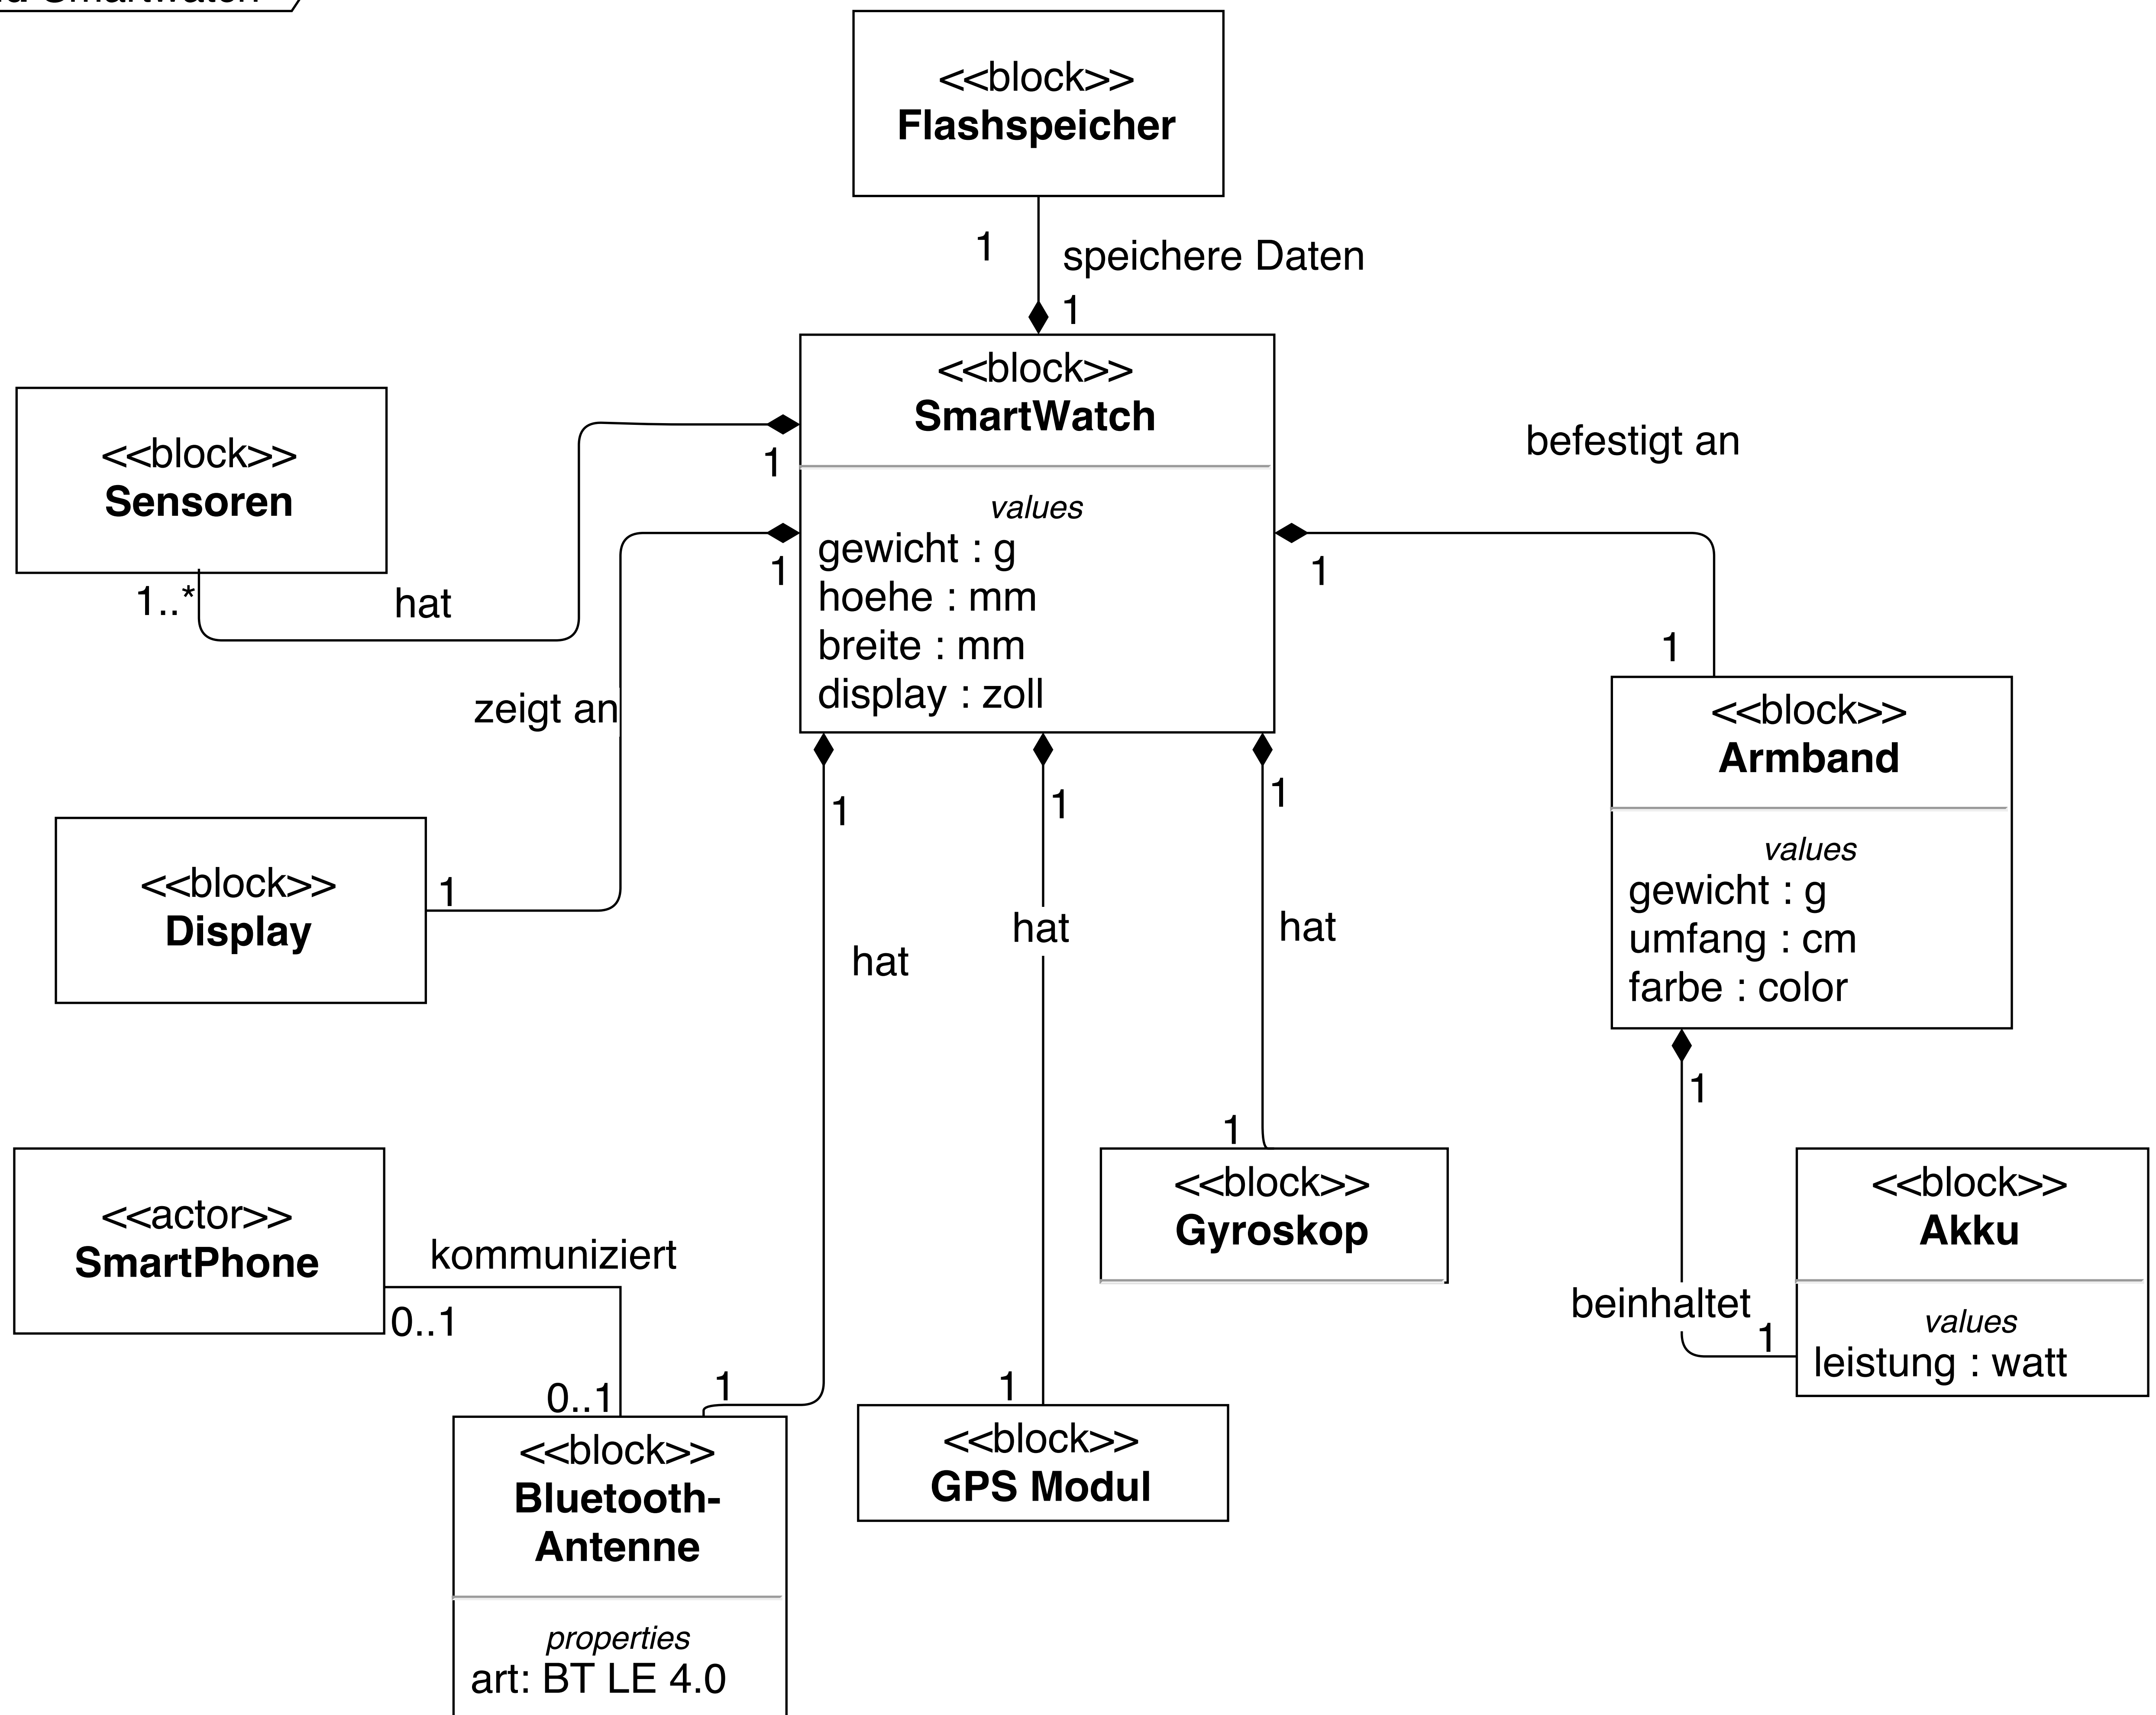 <<block>>
Flashspeicher
1
speichere Daten
1
<<block>>
SmartWatch
values
gewicht : g
hoehe : mm
breite : mm
display : zoll
<<block>>
Sensoren
1..*
hat
1
zeigt an
1
befestigt an
1
1
<<block>>
Armband
values
gewicht : g
umfang : cm
farbe : color
<<block>>
Display
1
1
hat
1
hat
1
hat
1
<<actor>>
SmartPhone
kommuniziert
0..1
0..1
1
<<block>>
Bluetooth-
Antenne
properties
art: BT LE 4.0
1
<<block>>
GPS Modul
1
<<block>>
Gyroskop
beinhaltet
1
<<block>>
Akku
values
leistung : watt